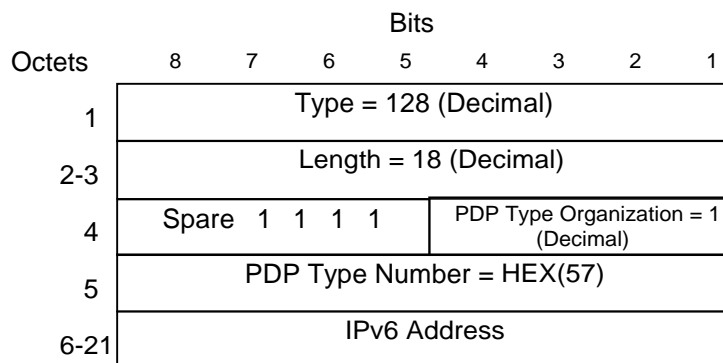 Bits
Octets 8 7 6 5 4 3 2 1
1 Type = 128 (Decimal)
2-3 Length = 18 (Decimal)
4 Spare 1 1 1 1 PDP Type Organization = 1
(Decimal)
5 PDP Type Number = HEX(57)
6-21 IPv6 Address